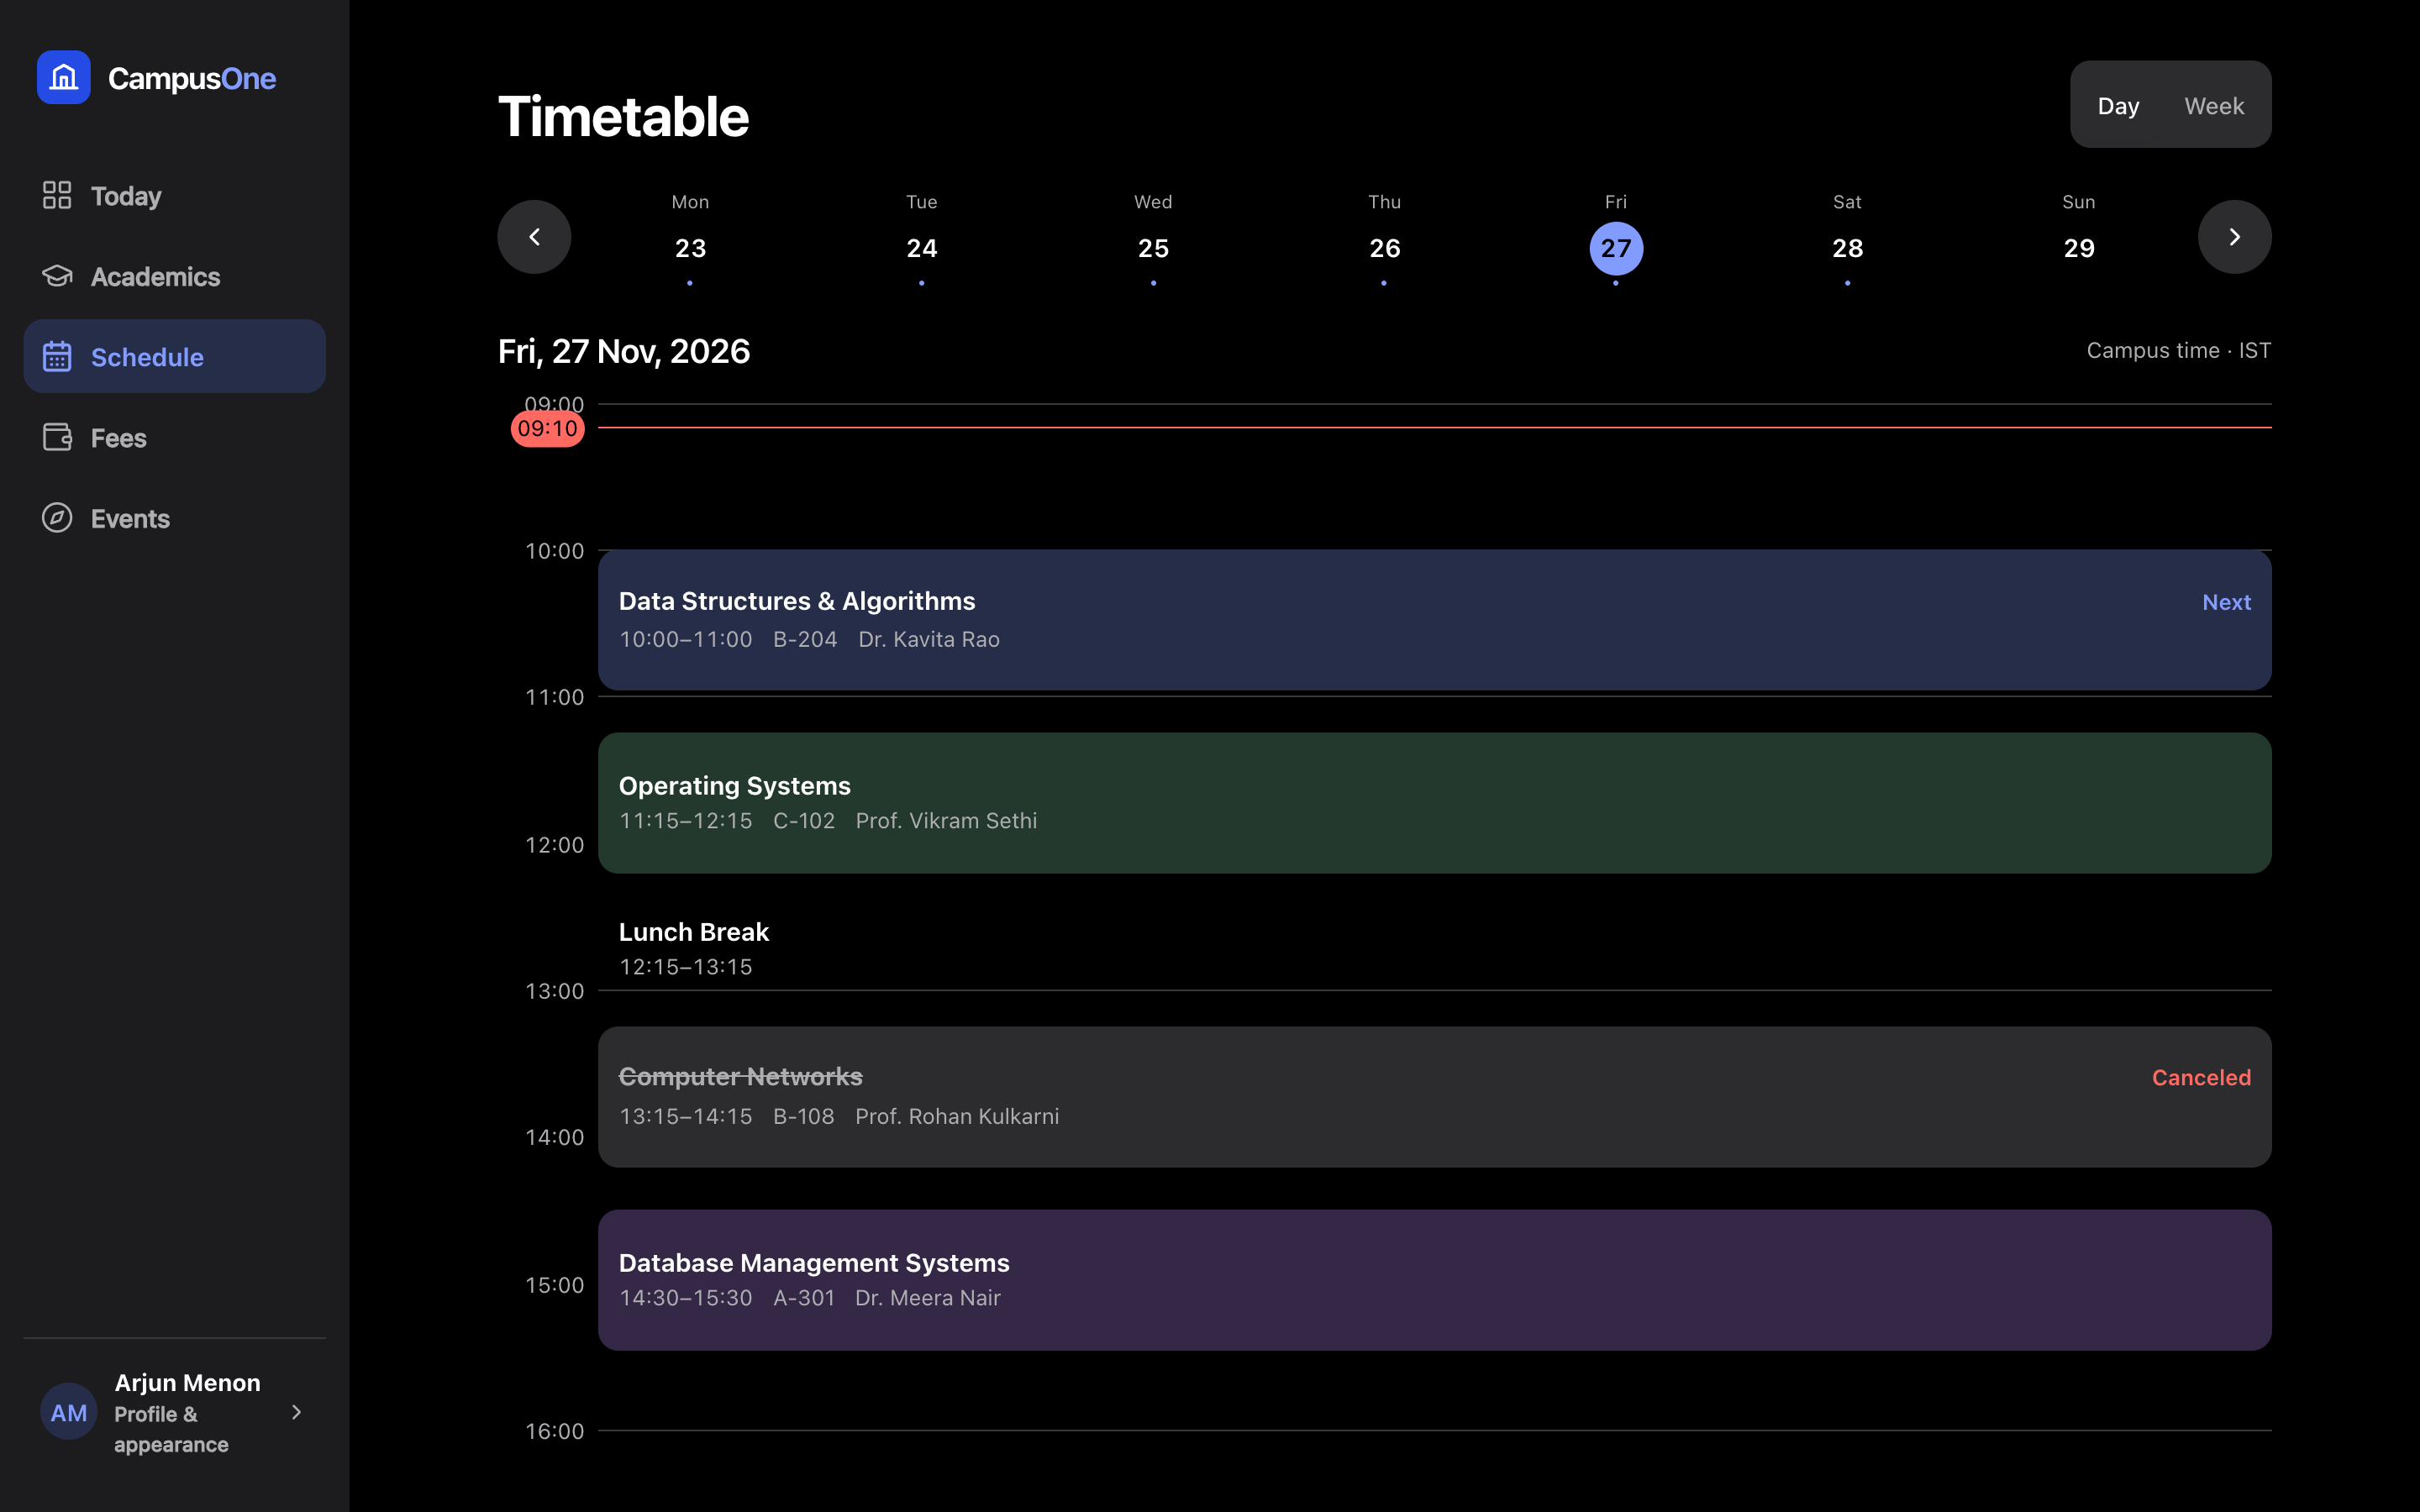 CampusOne
Today
Academics
Schedule
Fees
Events
AM
Arjun Menon
Profile &
appearance
Timetable
Day Week
Mon Tue Wed Thu Fri Sat Sun
23 24 25 26 27 28 29
Fri, 27 Nov, 2026
Campus time · IST
09:00
09:10
10:00
Data Structures & Algorithms Next
10:00–11:00 B-204 Dr. Kavita Rao
11:00
Operating Systems
11:15–12:15 C-102 Prof. Vikram Sethi
12:00
Lunch Break
12:15–13:15
13:00
Computer Networks Canceled
13:15–14:15 B-108 Prof. Rohan Kulkarni
14:00
Database Management Systems
15:00
14:30–15:30 A-301 Dr. Meera Nair
16:00